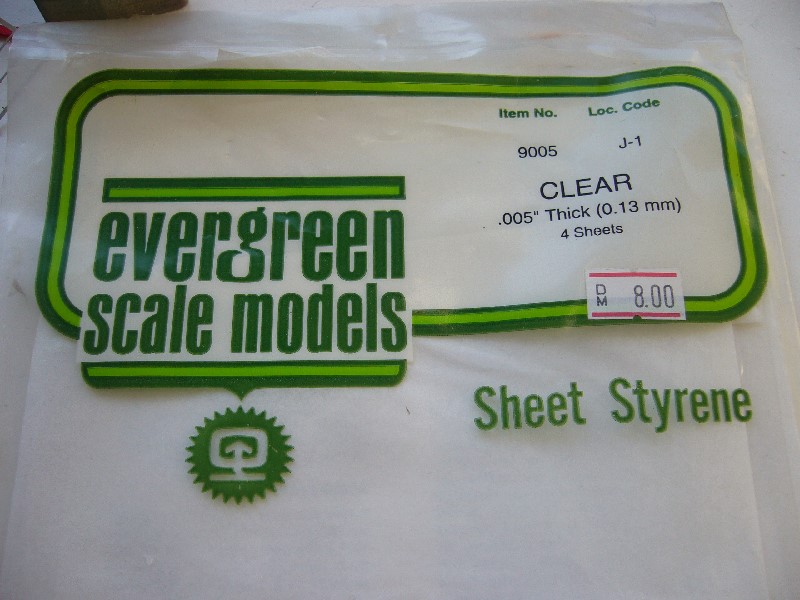 Item No. Loc. Code
9005 J-1
CLEAR
.005" Thick (0.13 mm)
4 Sheets
evergreen
scale models
DM 8.00
Sheet Styrene